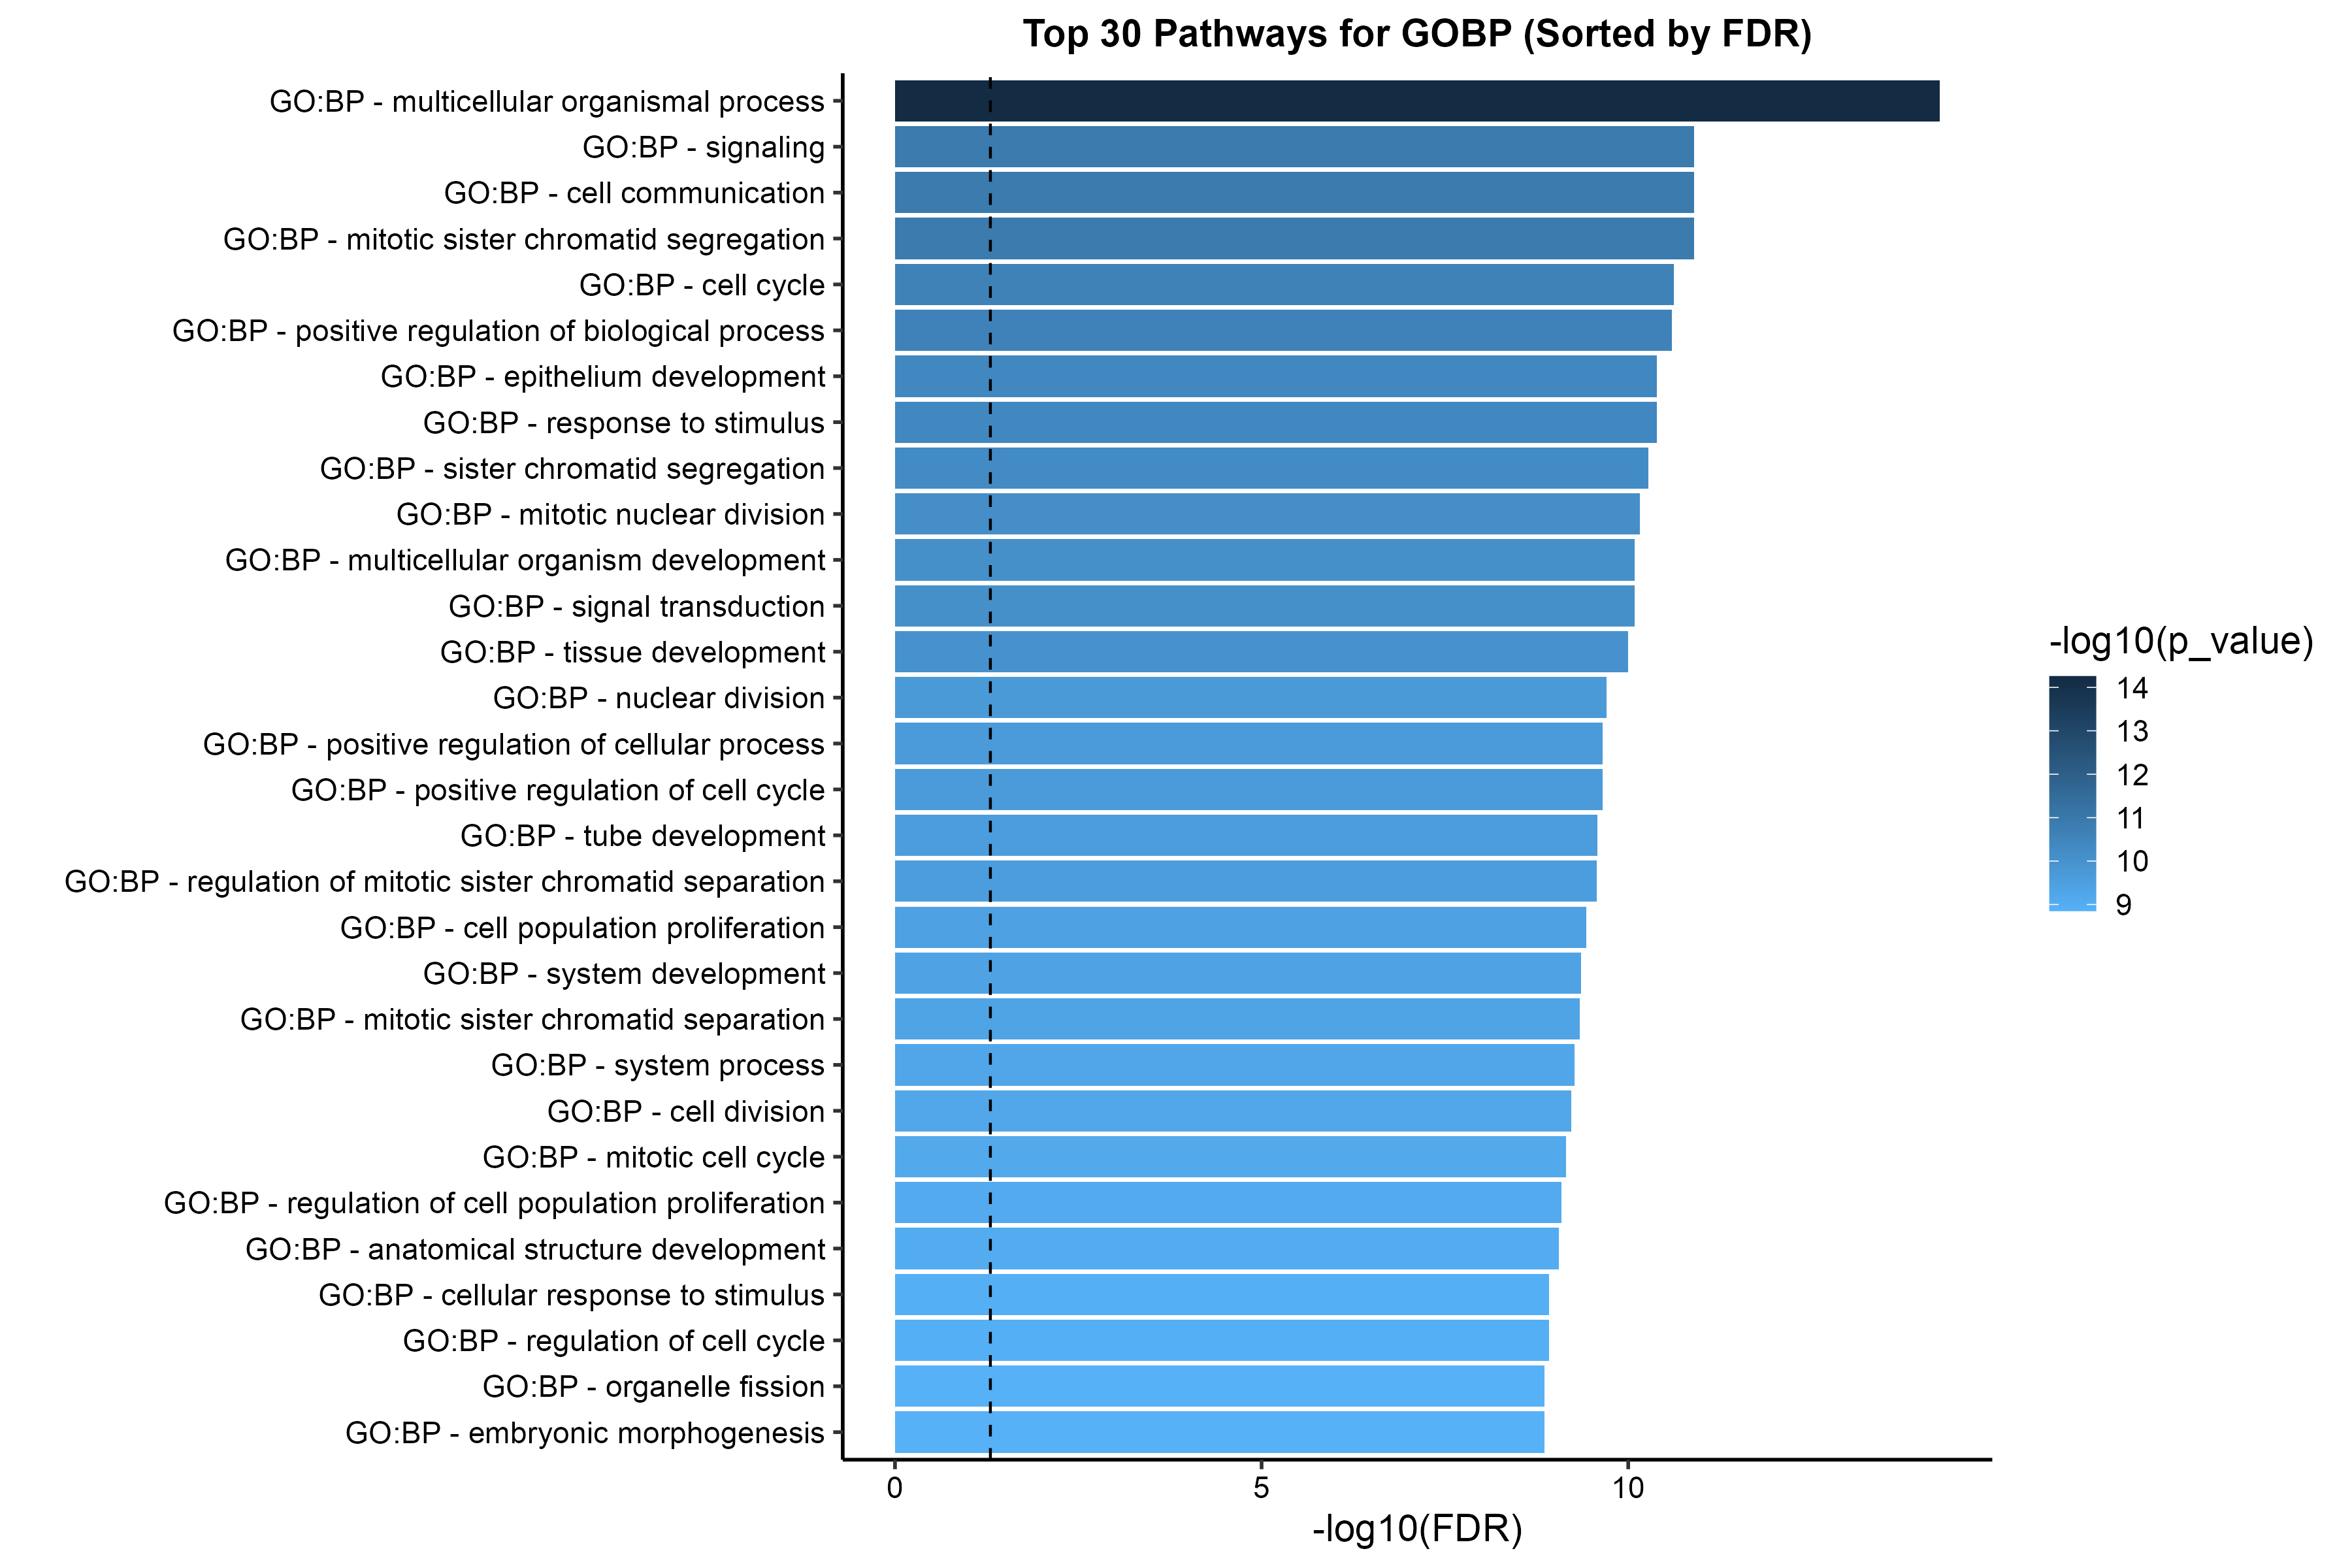 Top 30 Pathways for GOBP (Sorted by FDR)
GO:BP - multicellular organismal process
GO:BP - signaling
GO:BP - cell communication
GO:BP - mitotic sister chromatid segregation
GO:BP - cell cycle
GO:BP - positive regulation of biological process
GO:BP - epithelium development
GO:BP - response to stimulus
GO:BP - sister chromatid segregation
GO:BP - mitotic nuclear division
GO:BP - multicellular organism development
GO:BP - signal transduction
GO:BP - tissue development
GO:BP - nuclear division
GO:BP - positive regulation of cellular process
GO:BP - positive regulation of cell cycle
GO:BP - tube development
GO:BP - regulation of mitotic sister chromatid separation
GO:BP - cell population proliferation
GO:BP - system development
GO:BP - mitotic sister chromatid separation
GO:BP - system process
GO:BP - cell division
GO:BP - mitotic cell cycle
GO:BP - regulation of cell population proliferation
GO:BP - anatomical structure development
GO:BP - cellular response to stimulus
GO:BP - regulation of cell cycle
GO:BP - organelle fission
GO:BP - embryonic morphogenesis
0 5 10
-log10(FDR)
-log10(p_value)
14
13
12
11
10
9